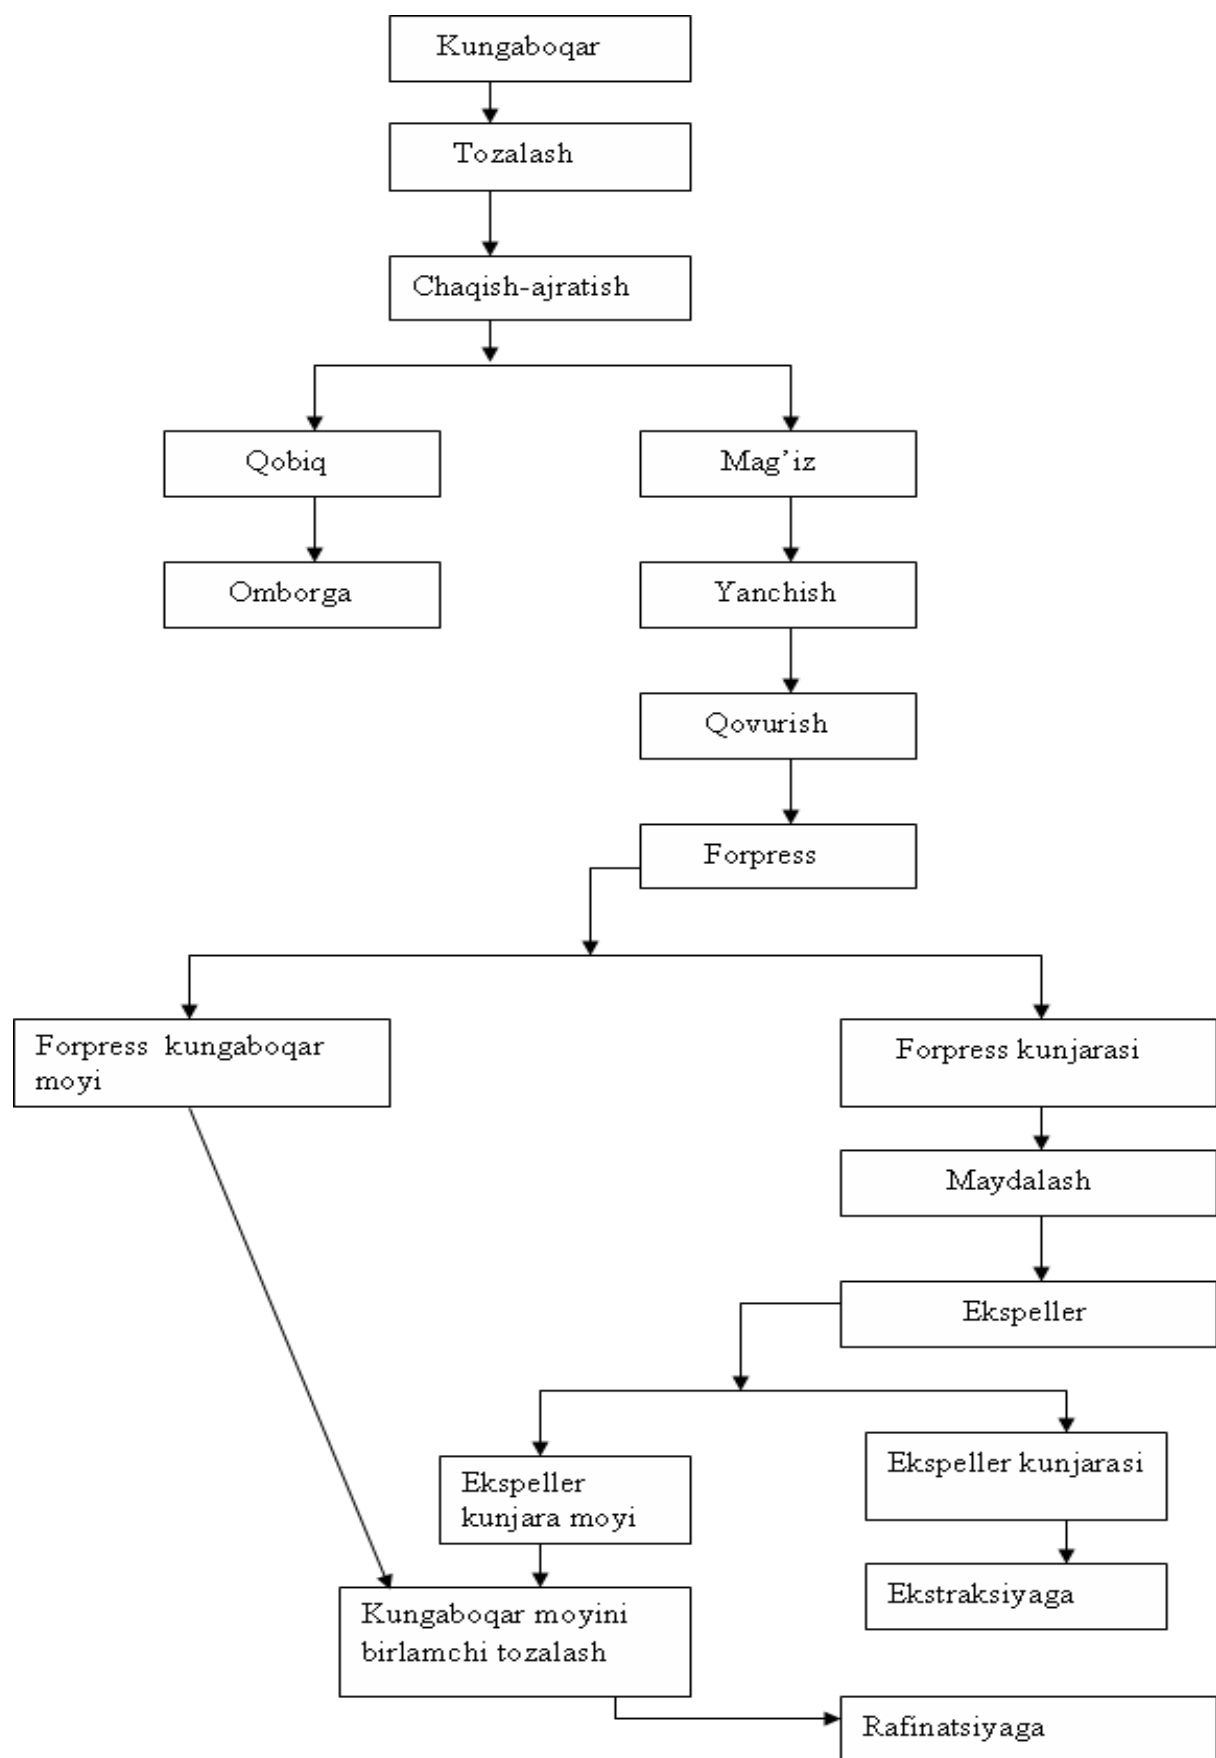 Kungaboqar
Tozalash
Chaqish-ajratish
Qobiq
Mag’iz
Omborga
Yanchish
Qovurish
Forpress
Forpress kungaboqar
moyi
Forpress kunjarasi
Maydalash
Ekspeller
Ekspeller
kunjara moyi
Ekspeller kunjarasi
Ekstraksiyaga
Kungaboqar moyini
birlamchi tozalash
Rafinatsiyaga